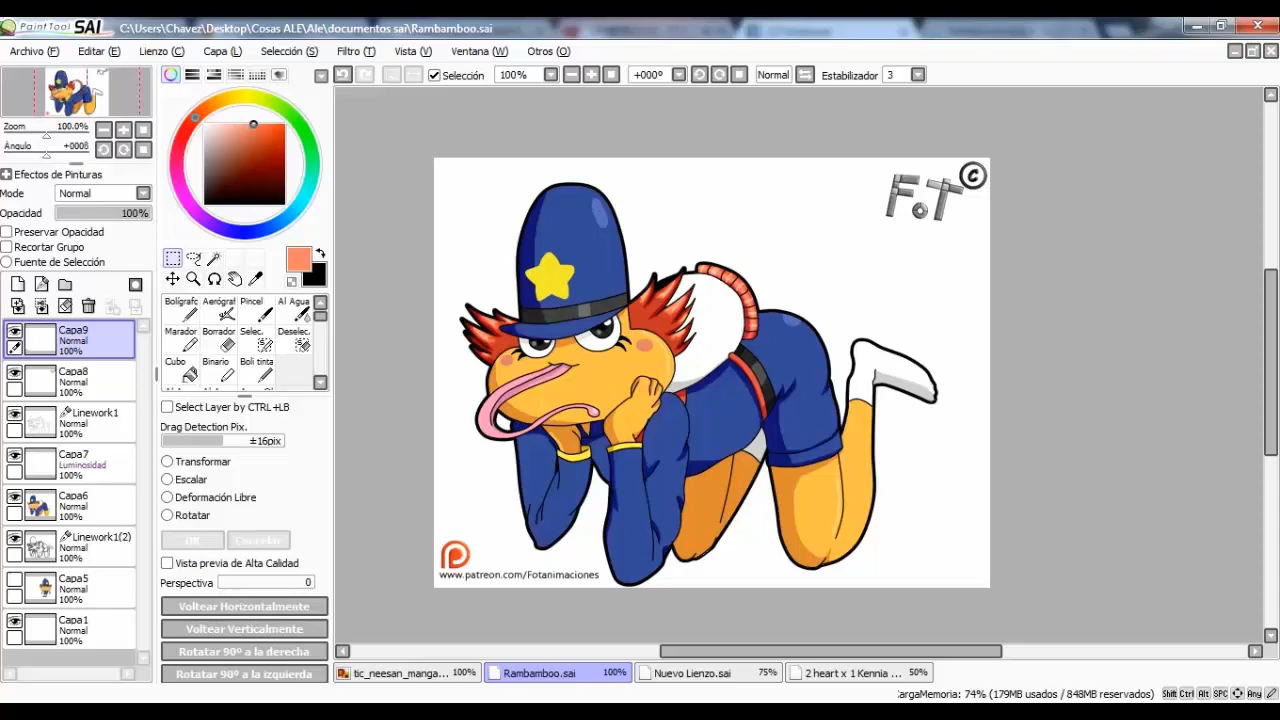 PaintTool SAI C:\Users\Chavez\Desktop\Cosas ALE\Ale\documentos sai\Rambamboo.sai
Archivo (F) Editar (E) Lienzo (C) Capa (L) Selección (S) Filtro (T) Vista (V) Ventana (W) Otros (O)
Selección 100% +000º Normal Estabilizador 3
Zoom 100.0%
Ángulo +000ß
Efectos de Pinturas
Mode Normal
Opacidad 100%
Preservar Opacidad
Recortar Grupo
Fuente de Selección
Capa9
Normal
100%
Capa8
Normal
100%
Linework1
Normal
100%
Capa7
Luminosidad
100%
Capa6
Normal
100%
Linework1(2)
Normal
100%
Capa5
Normal
100%
Capa1
Normal
100%
Bolígrafo Aerógraf Pincel Al Agua
Marador Borrador Selec. Deselec.
Cubo Binario Boli tinta
Select Layer by CTRL+LB
Drag Detection Pix.
±16pix
Transformar
Escalar
Deformación Libre
Rotatar
OK Cancelar
Vista previa de Alta Calidad
Perspectiva 0
Voltear Horizontalmente
Voltear Verticalmente
Rotatar 90º a la derecha
Rotatar 90º a la izquierda
F.T ©
www.patreon.com/Fotanimaciones
tic_neesan_manga... 100% Rambamboo.sai 100% Nuevo Lienzo.sai 75% 2 heart x 1 Kennia ... 50%
argaMemoria: 74% (179MB usados / 848MB reservados) Shift Ctrl Alt SPC Any